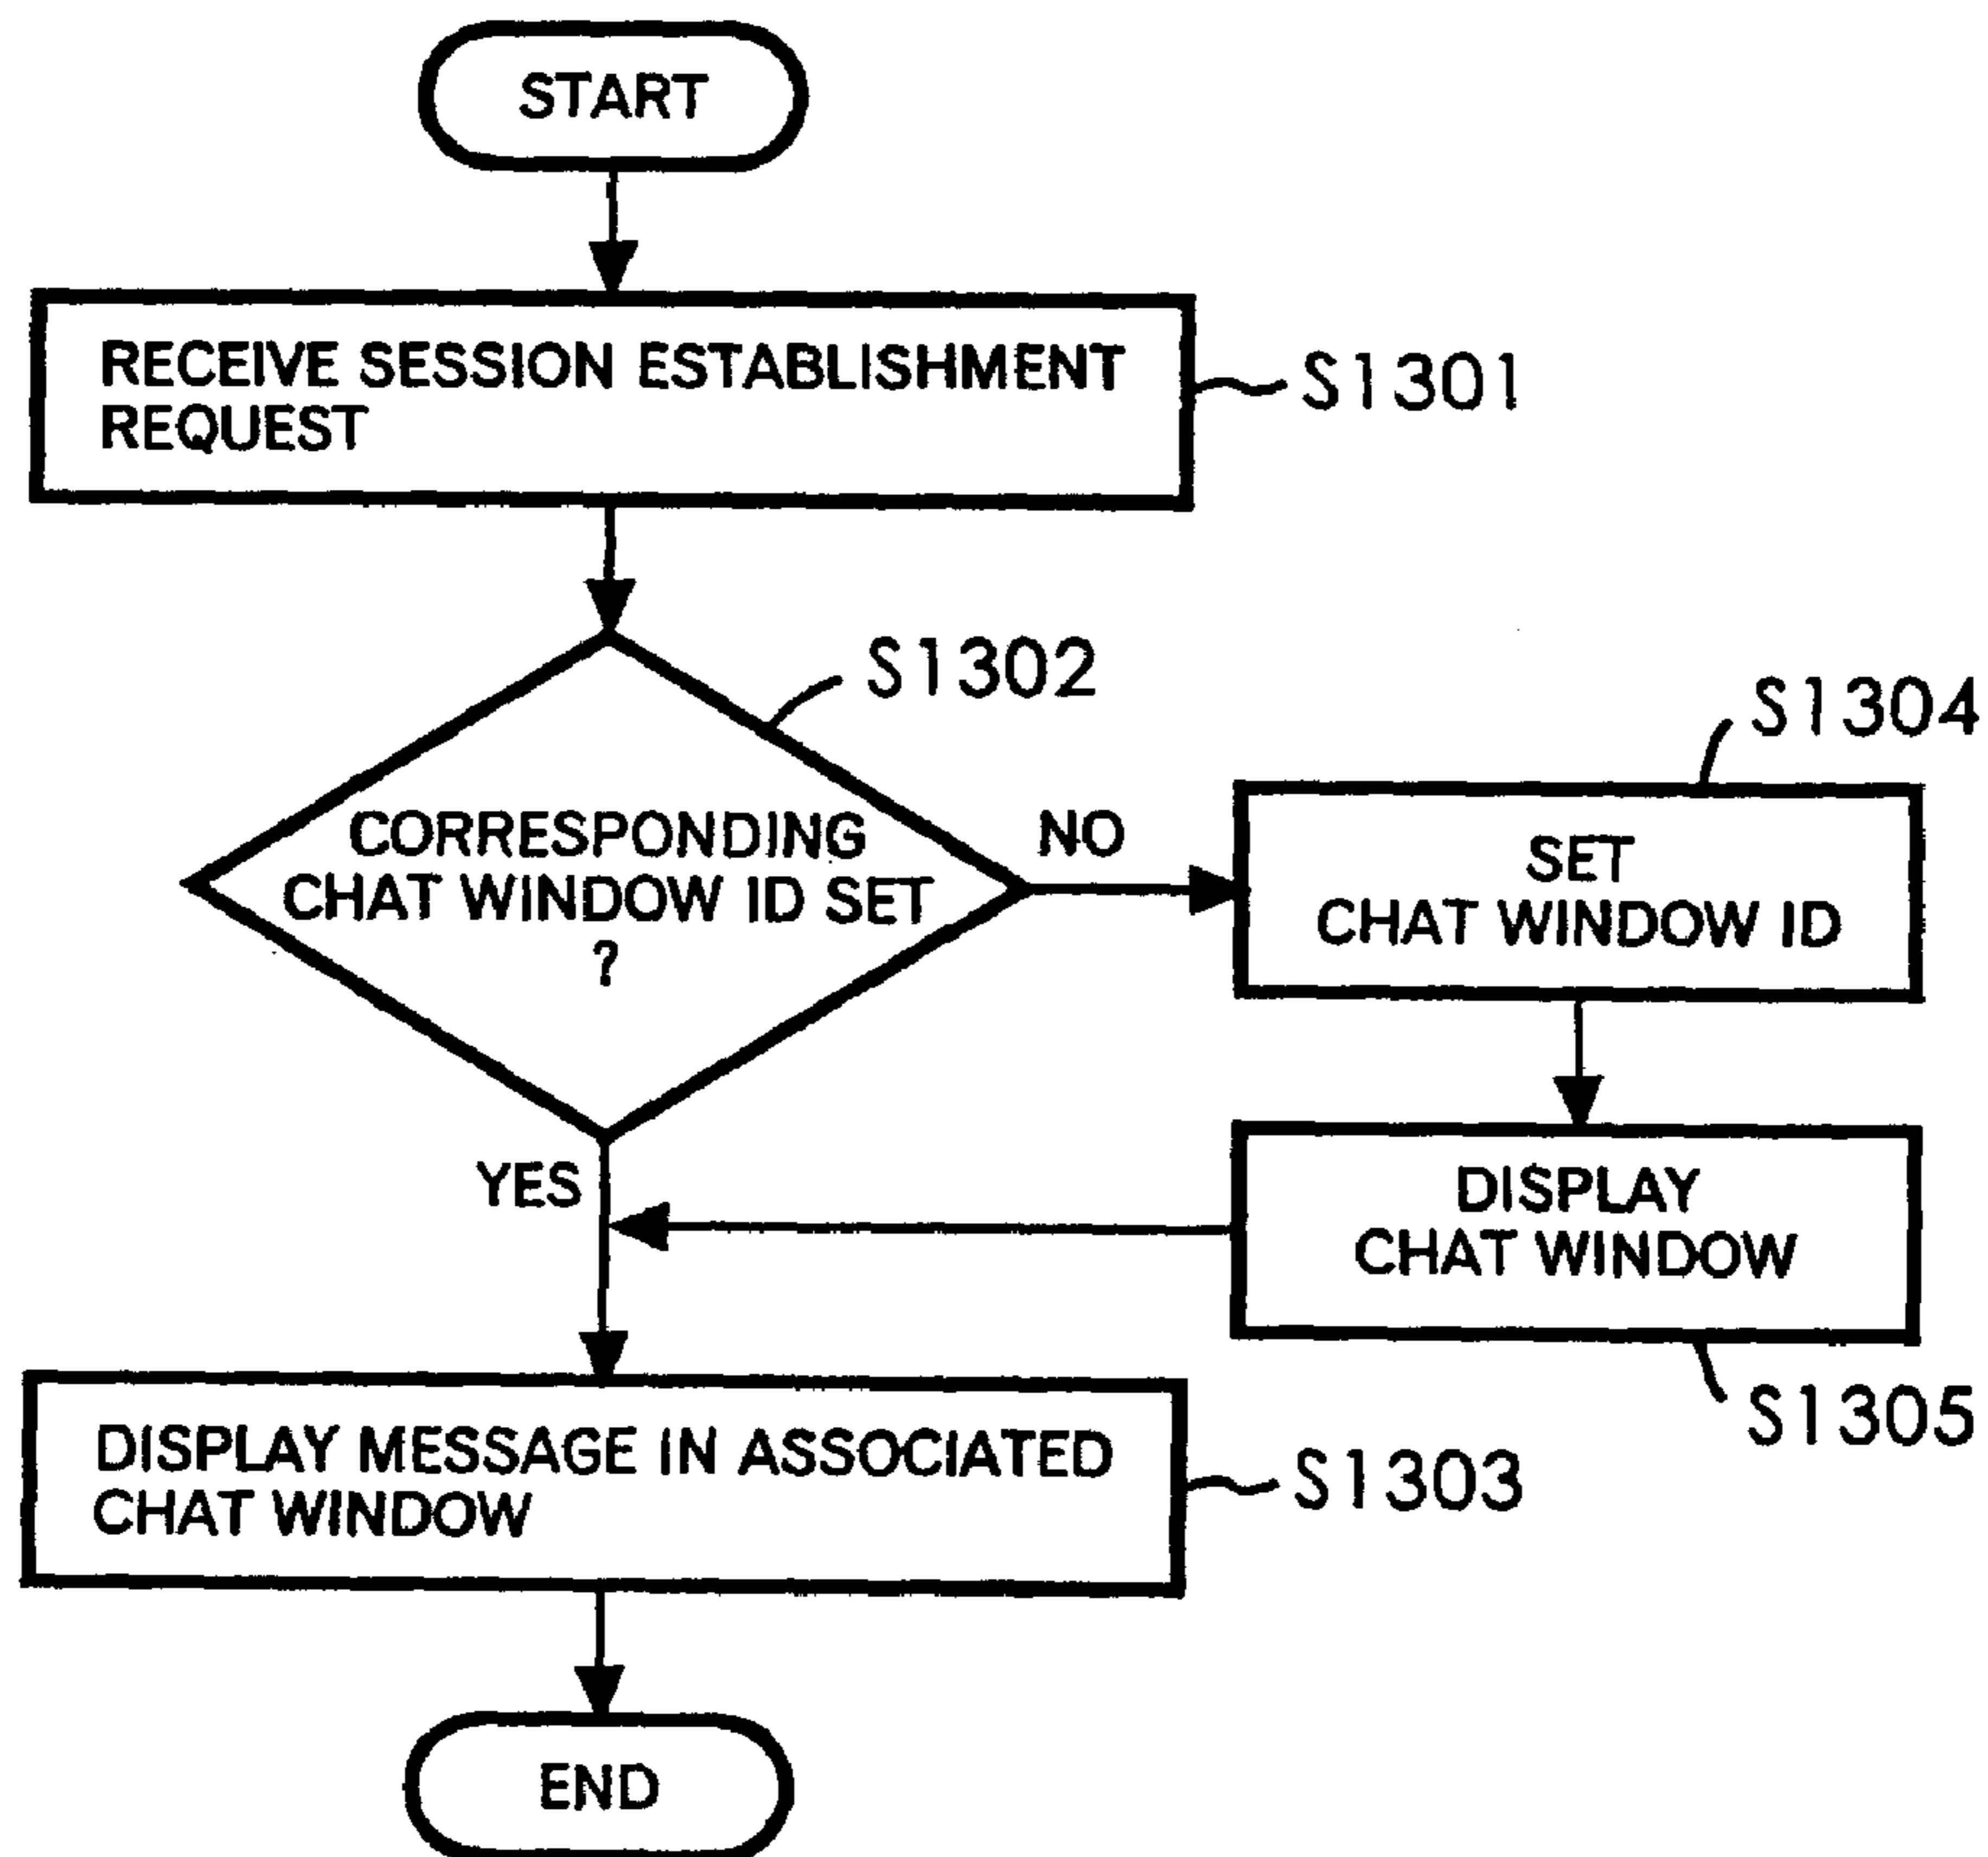 START
RECEIVE SESSION ESTABLISHMENT
REQUEST
S1301
S1302
CORRESPONDING
CHAT WINDOW ID SET
?
NO
S1304
SET
CHAT WINDOW ID
YES
DISPLAY
CHAT WINDOW
S1305
DISPLAY MESSAGE IN ASSOCIATED
CHAT WINDOW
S1303
END